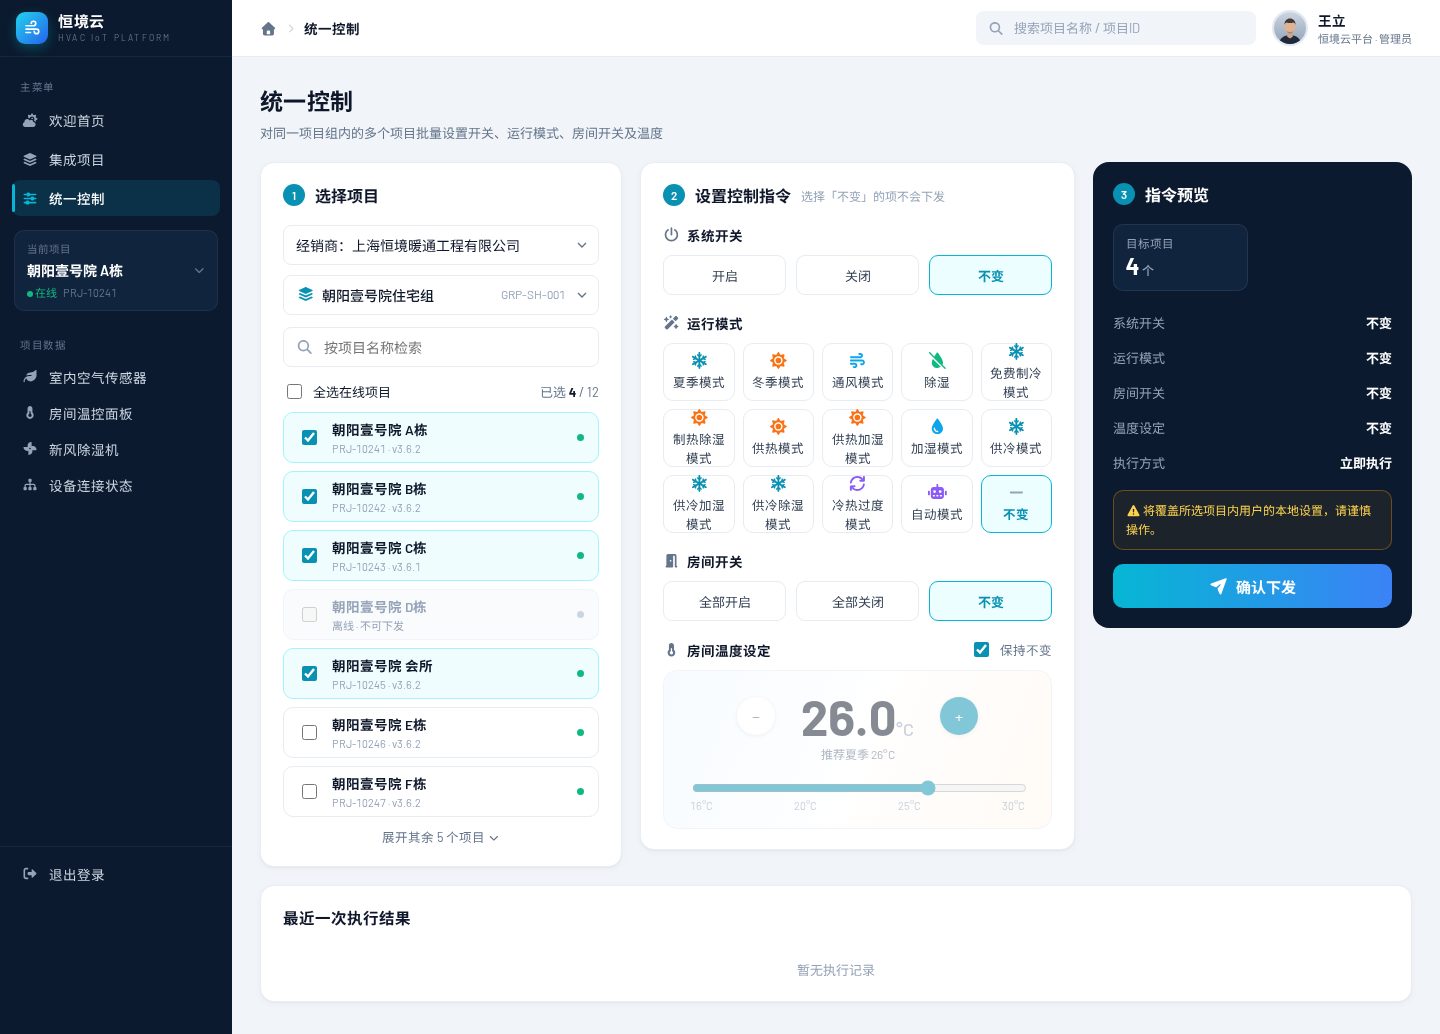 恒境云
HVAC IoT PLATFORM
主菜单
欢迎首页
集成项目
统一控制
当前项目
朝阳壹号院 A栋
在线 PRJ-10241
项目数据
室内空气传感器
房间温控面板
新风除湿机
设备连接状态
退出登录
统一控制
搜索项目名称 / 项目ID
王立
恒境云平台 · 管理员
统一控制
对同一项目组内的多个项目批量设置开关、运行模式、房间开关及温度
1 选择项目
经销商：上海恒境暖通工程有限公司
朝阳壹号院住宅组 GRP-SH-001
按项目名称检索
全选在线项目 已选 4 / 12
朝阳壹号院 A栋
PRJ-10241 · v3.6.2
朝阳壹号院 B栋
PRJ-10242 · v3.6.2
朝阳壹号院 C栋
PRJ-10243 · v3.6.1
朝阳壹号院 D栋
离线 · 不可下发
朝阳壹号院 会所
PRJ-10245 · v3.6.2
朝阳壹号院 E栋
PRJ-10246 · v3.6.2
朝阳壹号院 F栋
PRJ-10247 · v3.6.2
展开其余 5 个项目
2 设置控制指令 选择「不变」的项不会下发
系统开关
开启 关闭 不变
运行模式
夏季模式 冬季模式 通风模式 除湿 免费制冷
模式
制热除湿
模式 供热模式 供热加湿
模式 加湿模式 供冷模式
供冷加湿
模式 供冷除湿
模式 冷热过度
模式 自动模式 不变
房间开关
全部开启 全部关闭 不变
房间温度设定 保持不变
− 26.0°C +
推荐夏季 26°C
16°C 20°C 25°C 30°C
3 指令预览
目标项目
4 个
系统开关 不变
运行模式 不变
房间开关 不变
温度设定 不变
执行方式 立即执行
将覆盖所选项目内用户的本地设置，请谨慎
操作。
确认下发
最近一次执行结果
暂无执行记录